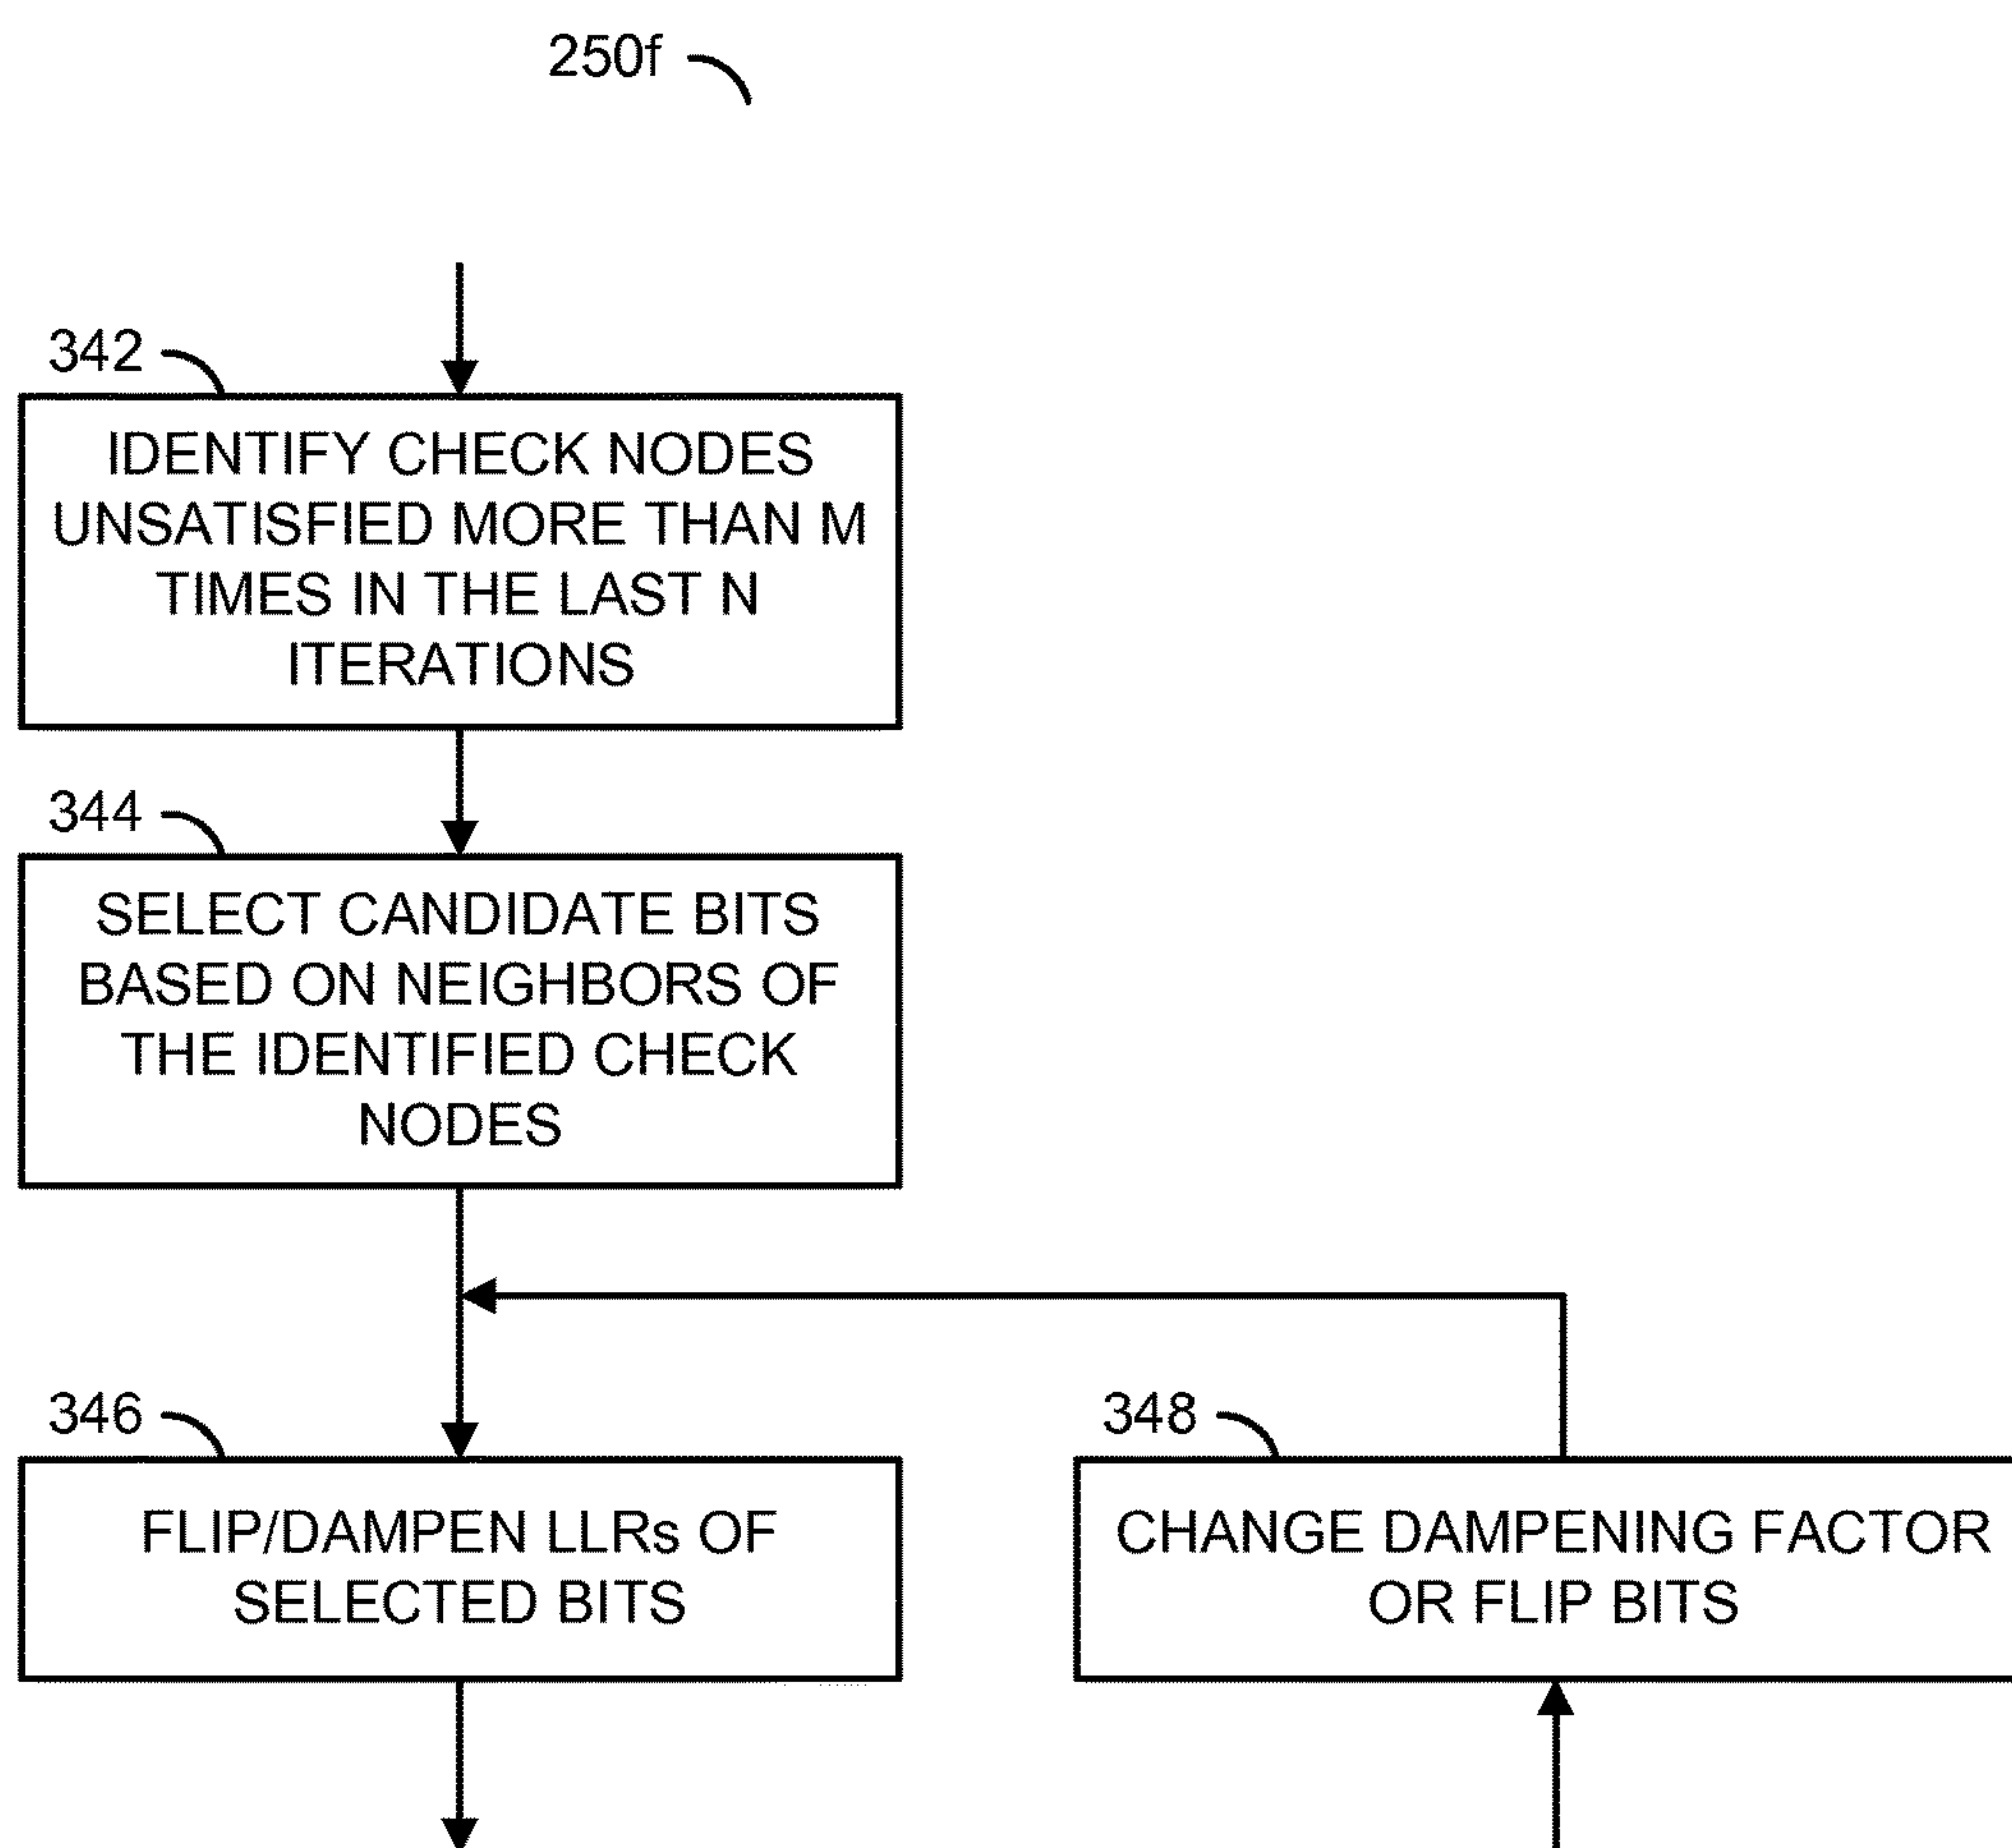 250f
342
IDENTIFY CHECK NODES
UNSATISFIED MORE THAN M
TIMES IN THE LAST N
ITERATIONS
344
SELECT CANDIDATE BITS
BASED ON NEIGHBORS OF
THE IDENTIFIED CHECK
NODES
346
FLIP/DAMPEN LLRs OF
SELECTED BITS
348
CHANGE DAMPENING FACTOR
OR FLIP BITS